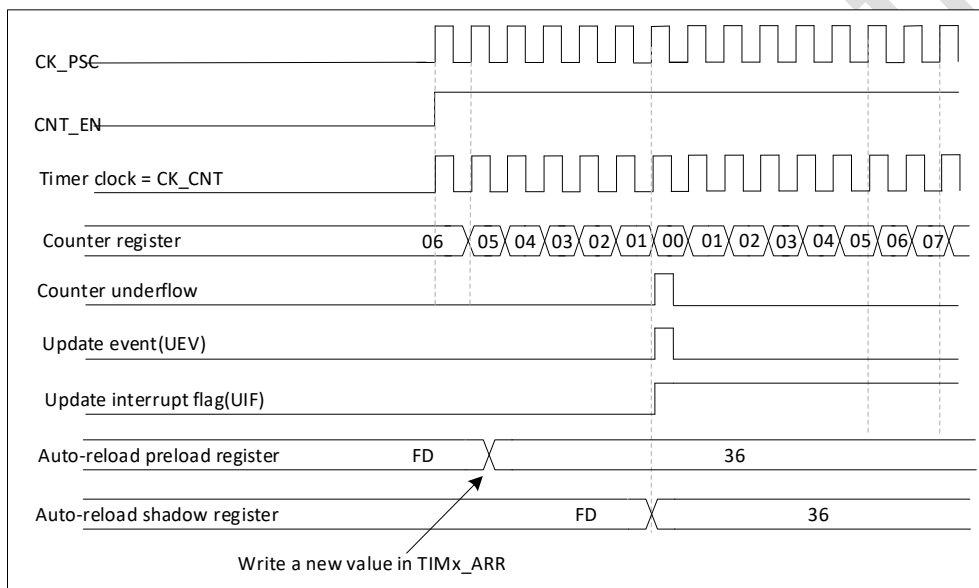 CK_PSC
CNT_EN
Timer clock = CK_CNT
Counter register 06 05 04 03 02 01 00 01 02 03 04 05 06 07
Counter underflow
Update event(UEV)
Update interrupt flag(UIF)
Auto-reload preload register FD 36
Auto-reload shadow register FD 36
Write a new value in TIMx_ARR